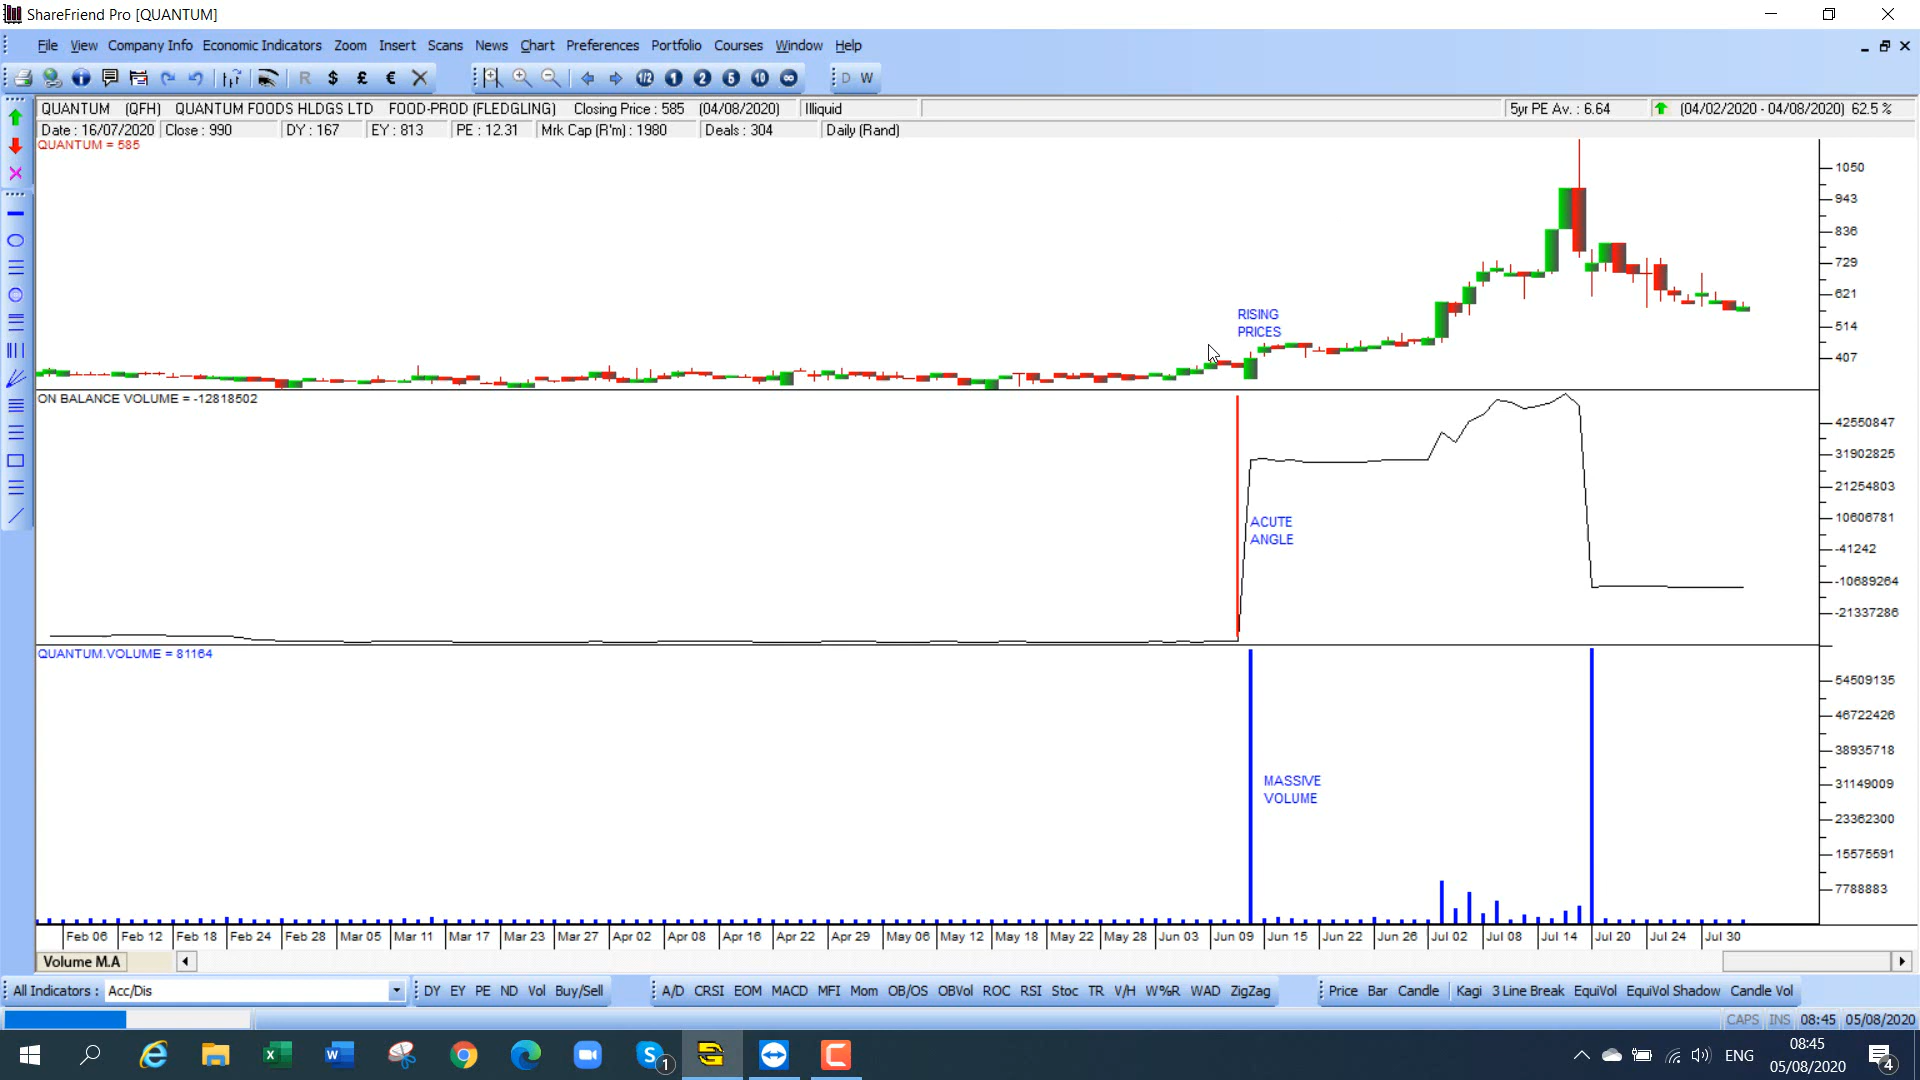 ShareFriend Pro [QUANTUM]
File View Company Info Economic Indicators Zoom Insert Scans News Chart Preferences Portfolio Courses Window Help
R $ £ € 1/2 1 2 5 10 ∞ D W
QUANTUM (QFH) QUANTUM FOODS HLDGS LTD FOOD-PROD (FLEDGLING) Closing Price : 585 (04/08/2020) Illiquid 5yr PE Av. : 6.64 (04/02/2020 - 04/08/2020) 62.5 %
Date : 16/07/2020 Close : 990 DY : 167 EY : 813 PE : 12.31 Mrk Cap (R'm) : 1980 Deals : 304 Daily (Rand)
QUANTUM = 585
1050
943
836
729
621
514
407
RISING
PRICES
ON BALANCE VOLUME = -12818502
42550847
31902825
21254803
10606781
-41242
-10689264
-21337286
ACUTE
ANGLE
QUANTUM.VOLUME = 81164
54509135
46722426
38935718
31149009
23362300
15575591
7788883
MASSIVE
VOLUME
Feb 06 Feb 12 Feb 18 Feb 24 Feb 28 Mar 05 Mar 11 Mar 17 Mar 23 Mar 27 Apr 02 Apr 08 Apr 16 Apr 22 Apr 29 May 06 May 12 May 18 May 22 May 28 Jun 03 Jun 09 Jun 15 Jun 22 Jun 26 Jul 02 Jul 08 Jul 14 Jul 20 Jul 24 Jul 30
Volume M.A
All Indicators : Acc/Dis DY EY PE ND Vol Buy/Sell A/D CRSI EOM MACD MFI Mom OB/OS OBVol ROC RSI Stoc TR V/H W%R WAD ZigZag Price Bar Candle Kagi 3 Line Break EquiVol EquiVol Shadow Candle Vol
CAPS INS 08:45 05/08/2020
1 ENG 08:45
05/08/2020 4